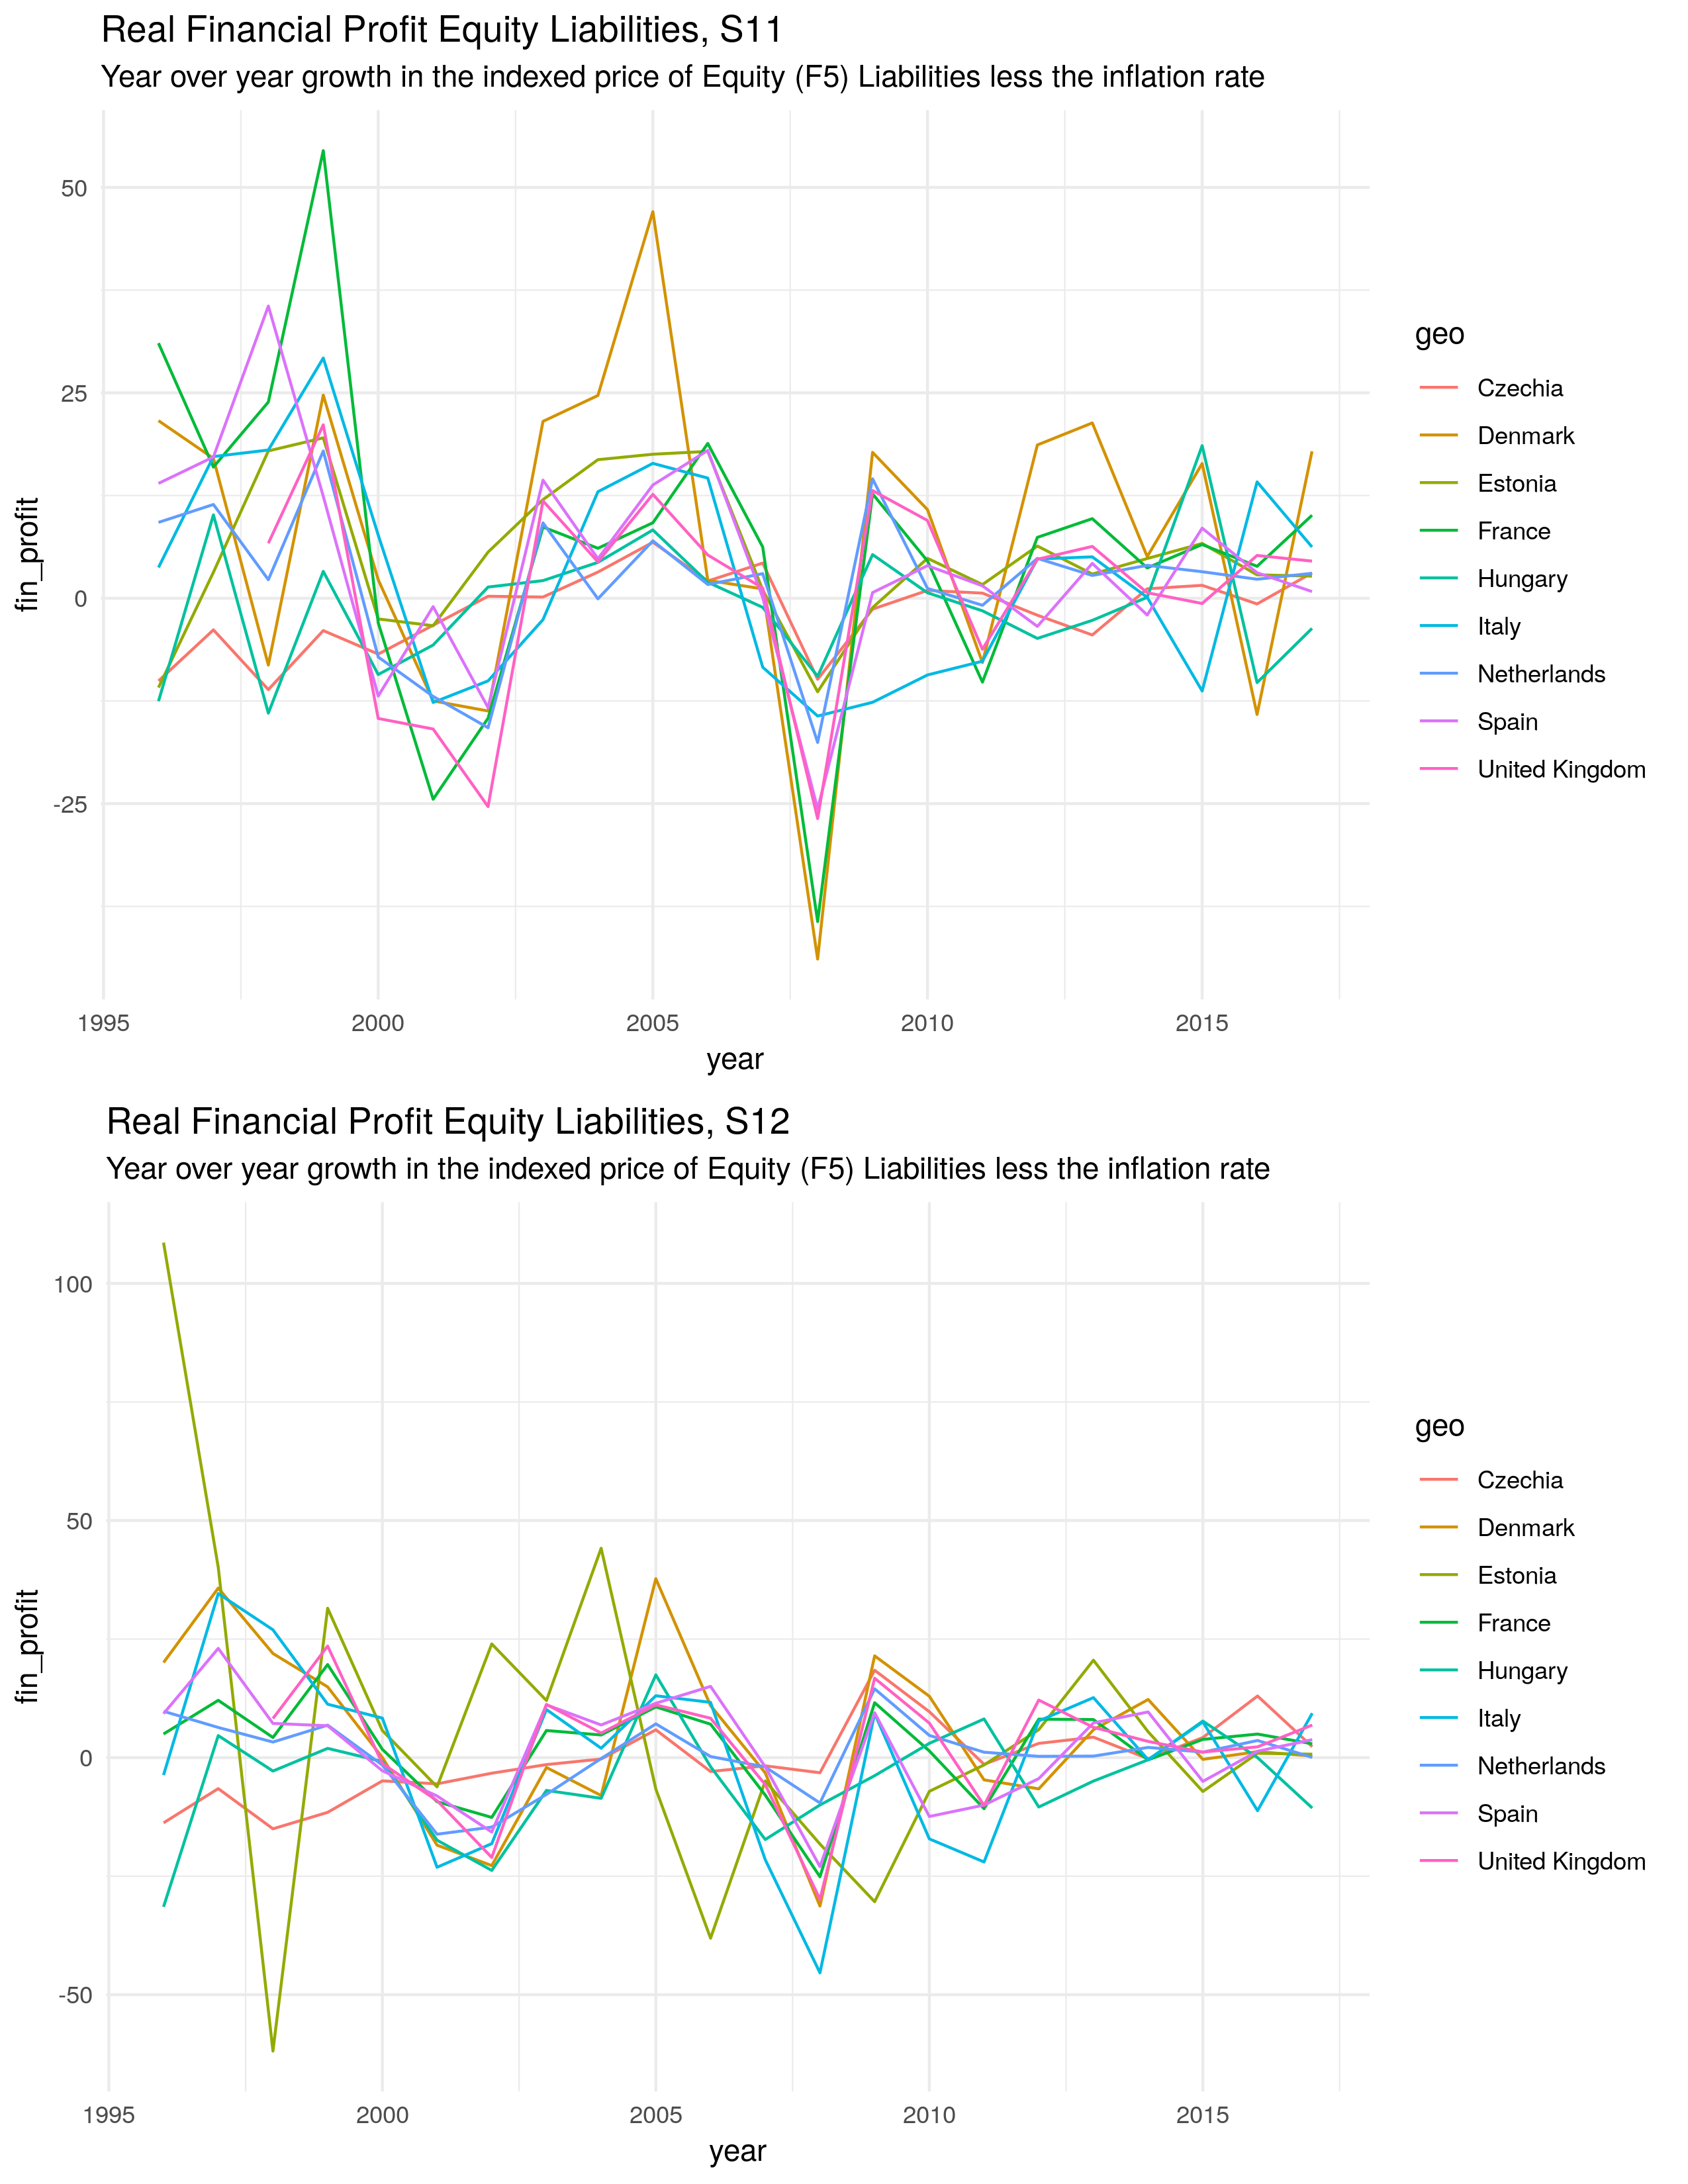 Real Financial Profit Equity Liabilities, S11
Year over year growth in the indexed price of Equity (F5) Liabilities less the inflation rate
fin_profit
50
25
0
-25
1995
2000
2005
2010
2015
year
geo
Czechia
Denmark
Estonia
France
Hungary
Italy
Netherlands
Spain
United Kingdom
Real Financial Profit Equity Liabilities, S12
Year over year growth in the indexed price of Equity (F5) Liabilities less the inflation rate
fin_profit
100
50
0
-50
1995
2000
2005
2010
2015
year
geo
Czechia
Denmark
Estonia
France
Hungary
Italy
Netherlands
Spain
United Kingdom